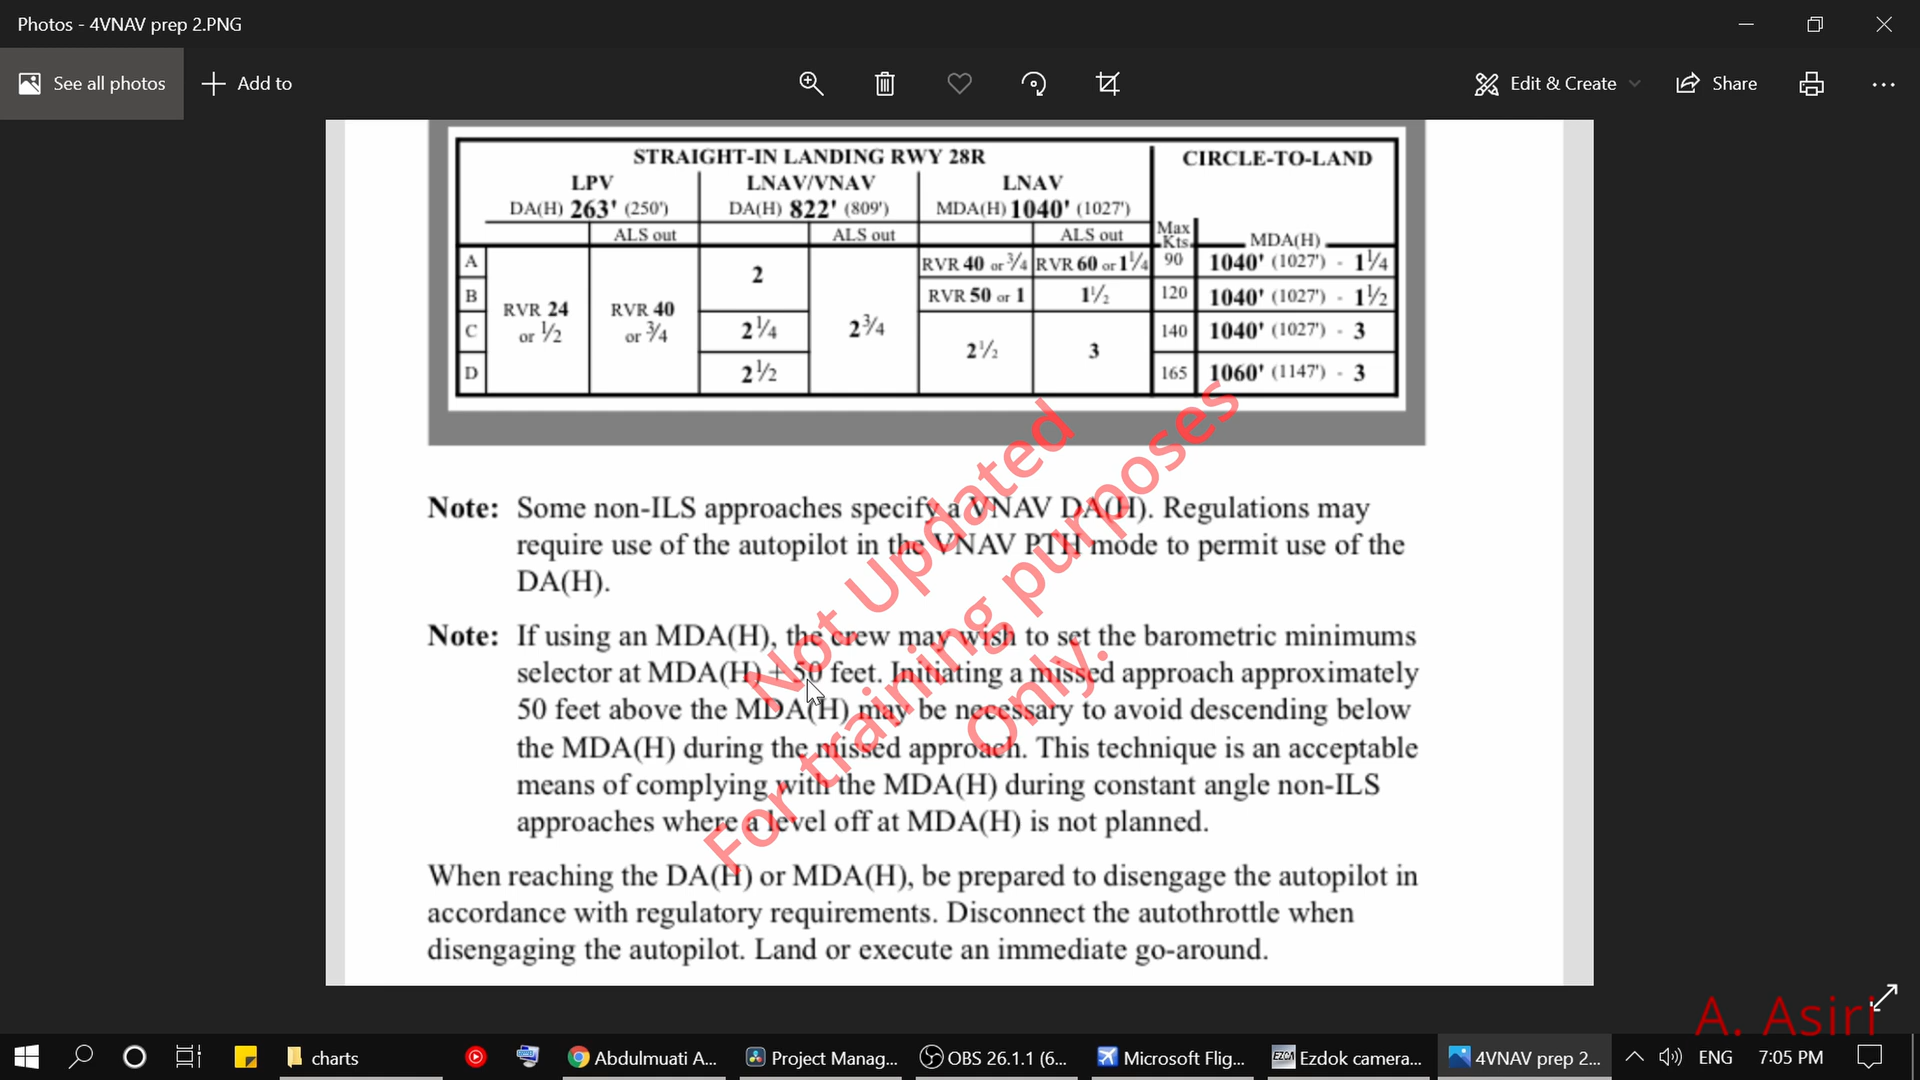 Photos - 4VNAV prep 2.PNG
See all photos
Add to
Edit & Create
Share
STRAIGHT-IN LANDING RWY 28R
CIRCLE-TO-LAND
LPV
LNAV/VNAV
LNAV
DA(H) 263' (250')
DA(H) 822' (809')
MDA(H) 1040' (1027')
ALS out
ALS out
ALS out
Max Kts.
MDA(H)
A
RVR 24 or 1/2
RVR 40 or 3/4
2
2 3/4
RVR 40 or 3/4
RVR 60 or 1 1/4
90
1040' (1027') - 1 1/4
B
RVR 50 or 1
1 1/2
120
1040' (1027') - 1 1/2
C
2 1/4
2 1/2
3
140
1040' (1027') - 3
D
2 1/2
165
1060' (1147') - 3
Note: Some non-ILS approaches specify a VNAV DA(H). Regulations may
require use of the autopilot in the VNAV PTH mode to permit use of the
DA(H).
Note: If using an MDA(H), the crew may wish to set the barometric minimums
selector at MDA(H) + 50 feet. Initiating a missed approach approximately
50 feet above the MDA(H) may be necessary to avoid descending below
the MDA(H) during the missed approach. This technique is an acceptable
means of complying with the MDA(H) during constant angle non-ILS
approaches where a level off at MDA(H) is not planned.
When reaching the DA(H) or MDA(H), be prepared to disengage the autopilot in
accordance with regulatory requirements. Disconnect the autothrottle when
disengaging the autopilot. Land or execute an immediate go-around.
Not Updated
For training purposes
Only.
A. Asiri
charts
Abdulmuati A...
Project Manag...
OBS 26.1.1 (6...
Microsoft Flig...
EZCA
Ezdok camera...
4VNAV prep 2...
ENG
7:05 PM